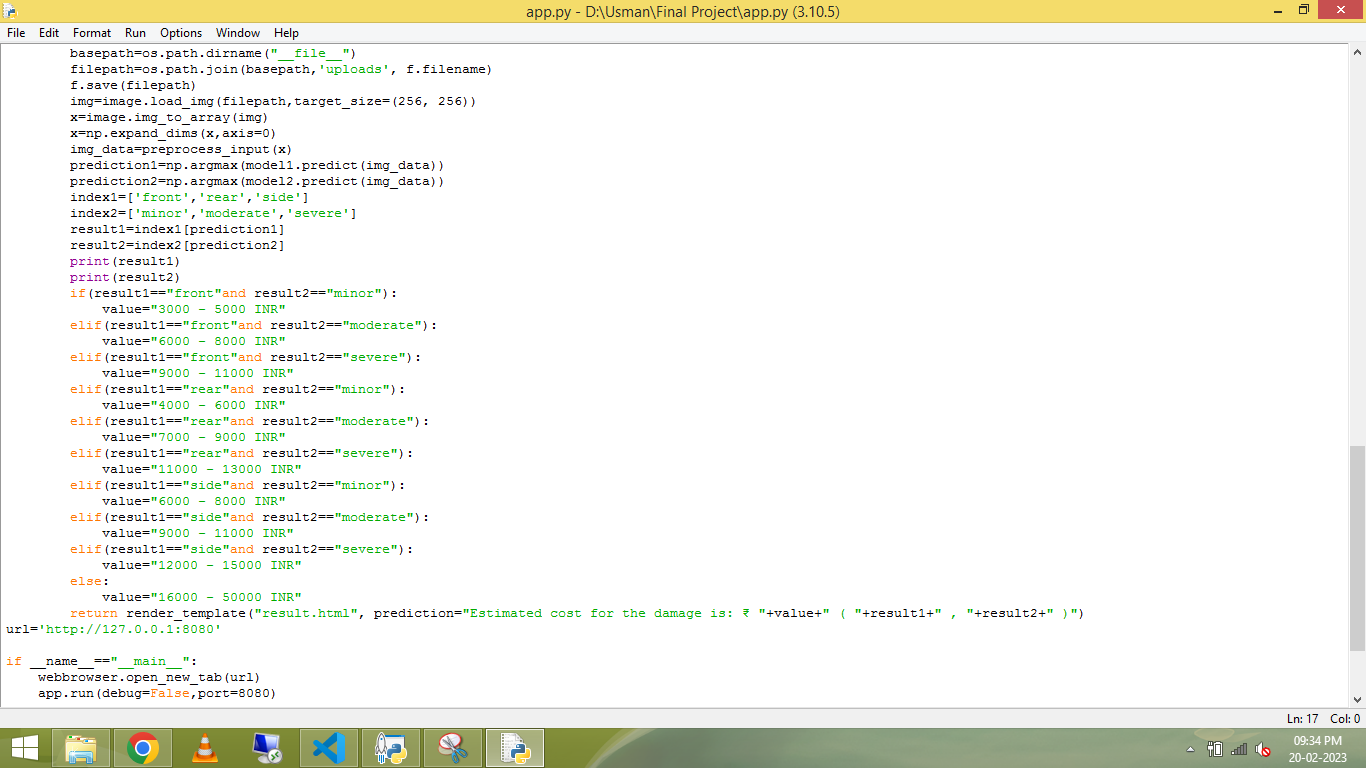 app.py - D:\Usman\Final Project\app.py (3.10.5)
File Edit Format Run Options Window Help
        basepath=os.path.dirname("__file__")
        filepath=os.path.join(basepath,'uploads', f.filename)
        f.save(filepath)
        img=image.load_img(filepath,target_size=(256, 256))
        x=image.img_to_array(img)
        x=np.expand_dims(x,axis=0)
        img_data=preprocess_input(x)
        prediction1=np.argmax(model1.predict(img_data))
        prediction2=np.argmax(model2.predict(img_data))
        index1=['front','rear','side']
        index2=['minor','moderate','severe']
        result1=index1[prediction1]
        result2=index2[prediction2]
        print(result1)
        print(result2)
        if(result1=="front"and result2=="minor"):
            value="3000 - 5000 INR"
        elif(result1=="front"and result2=="moderate"):
            value="6000 - 8000 INR"
        elif(result1=="front"and result2=="severe"):
            value="9000 - 11000 INR"
        elif(result1=="rear"and result2=="minor"):
            value="4000 - 6000 INR"
        elif(result1=="rear"and result2=="moderate"):
            value="7000 - 9000 INR"
        elif(result1=="rear"and result2=="severe"):
            value="11000 - 13000 INR"
        elif(result1=="side"and result2=="minor"):
            value="6000 - 8000 INR"
        elif(result1=="side"and result2=="moderate"):
            value="9000 - 11000 INR"
        elif(result1=="side"and result2=="severe"):
            value="12000 - 15000 INR"
        else:
            value="16000 - 50000 INR"
        return render_template("result.html", prediction="Estimated cost for the damage is: ₹ "+value+" ( "+result1+" , "+result2+" )")
url='http://127.0.0.1:8080'
if __name__=="__main__":
    webbrowser.open_new_tab(url)
    app.run(debug=False,port=8080)
Ln: 17 Col: 0
09:34 PM
20-02-2023